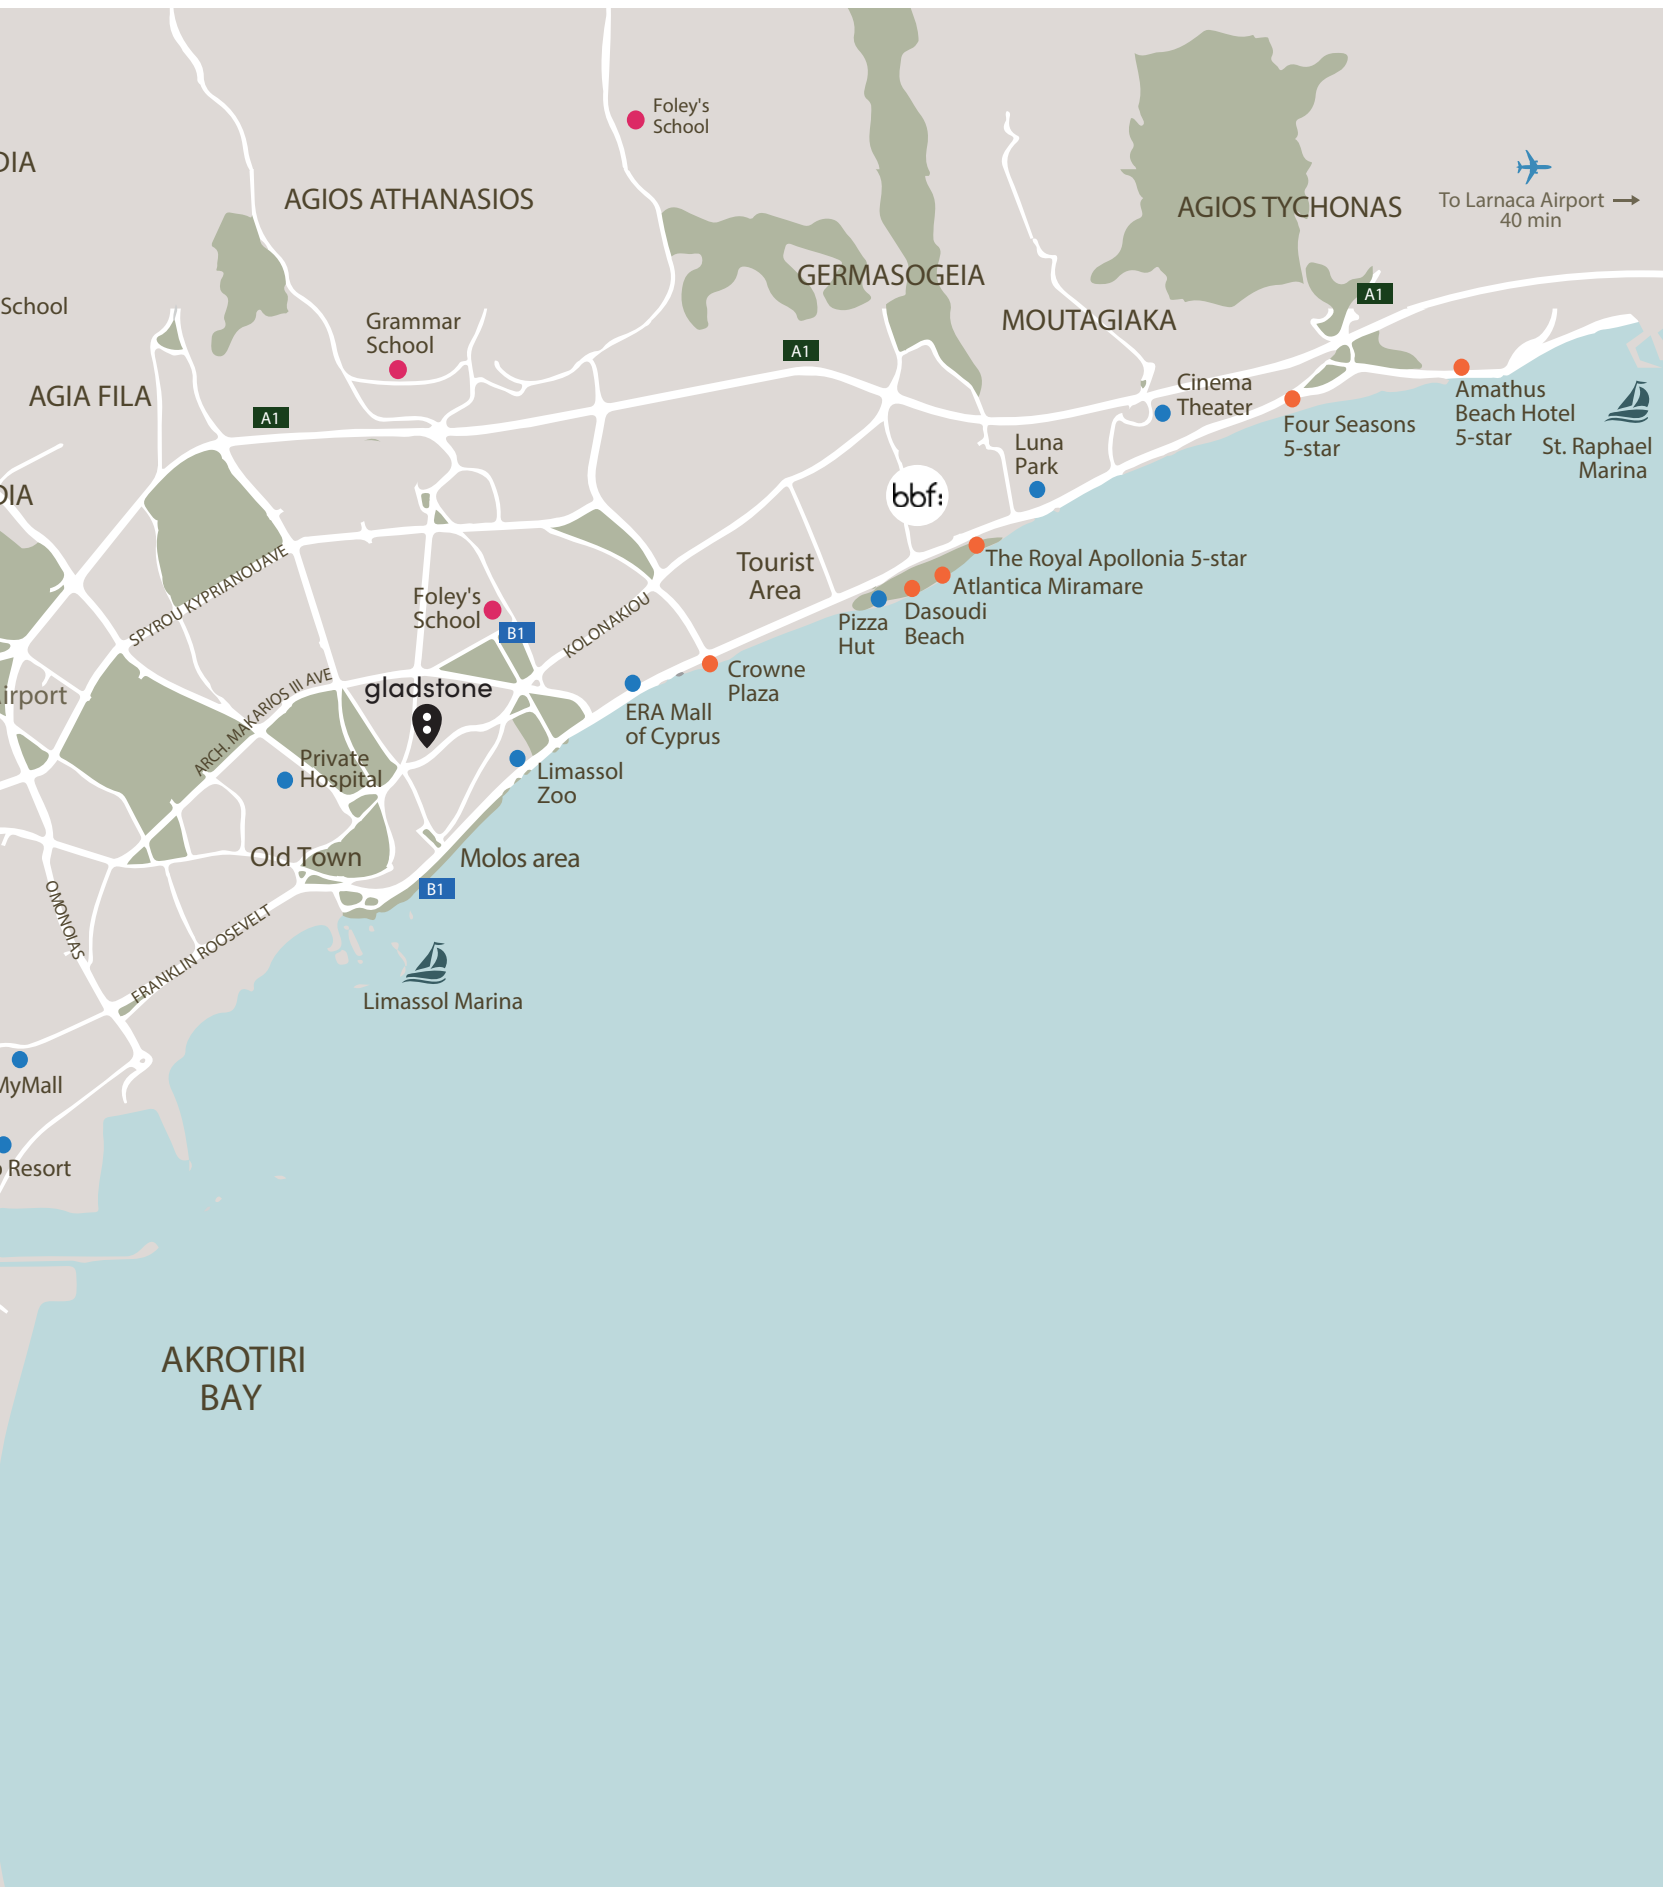 Foley's
School
DIA
AGIOS ATHANASIOS
AGIOS TYCHONAS
To Larnaca Airport
40 min
GERMASOGEIA
A1
School
Grammar
School
MOUTAGIAKA
A1
AGIA FILA
A1
Cinema
Theater
Amathus
Beach Hotel
5-star
Four Seasons
5-star
St. Raphael
Marina
Luna
Park
DIA
bbf:
SPYROU KYPRIANOUAVE
Tourist
Area
The Royal Apollonia 5-star
Atlantica Miramare
Foley's
School
B1
KOLONAKIOU
Pizza
Hut
Dasoudi
Beach
ARCH. MAKARIOS III AVE
gladstone
Crowne
Plaza
irport
ERA Mall
of Cyprus
Private
Hospital
Limassol
Zoo
Old Town
Molos area
B1
OMONOIAS
FRANKLIN ROOSEVELT
Limassol Marina
MyMall
Resort
AKROTIRI
BAY